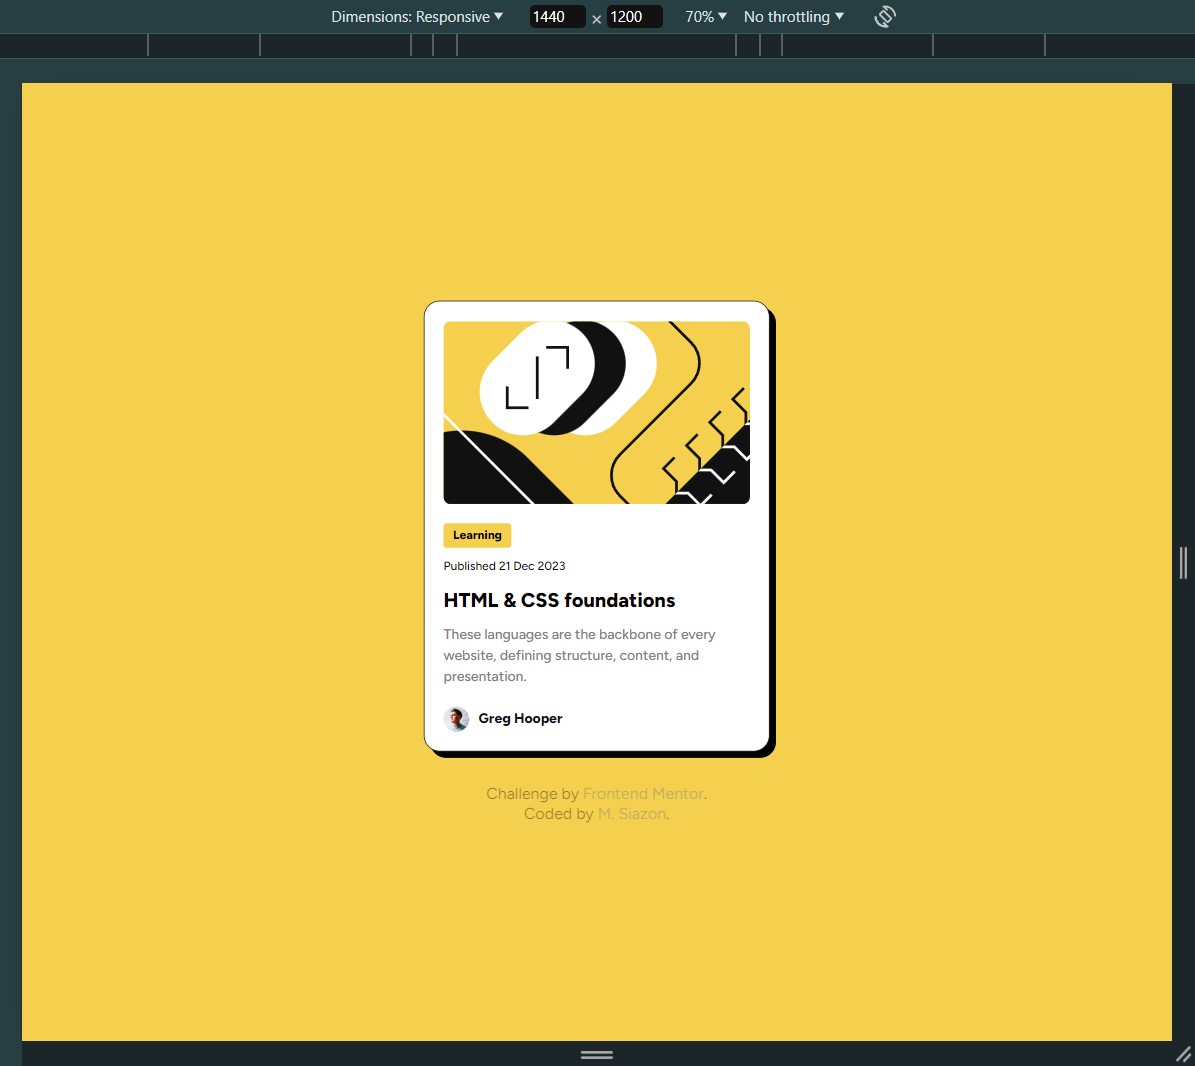 Dimensions: Responsive ▼ 1440 × 1200 70% ▼ No throttling ▼
Learning
Published 21 Dec 2023
HTML & CSS foundations
These languages are the backbone of every
website, defining structure, content, and
presentation.
Greg Hooper
Challenge by Frontend Mentor.
Coded by M. Siazon.